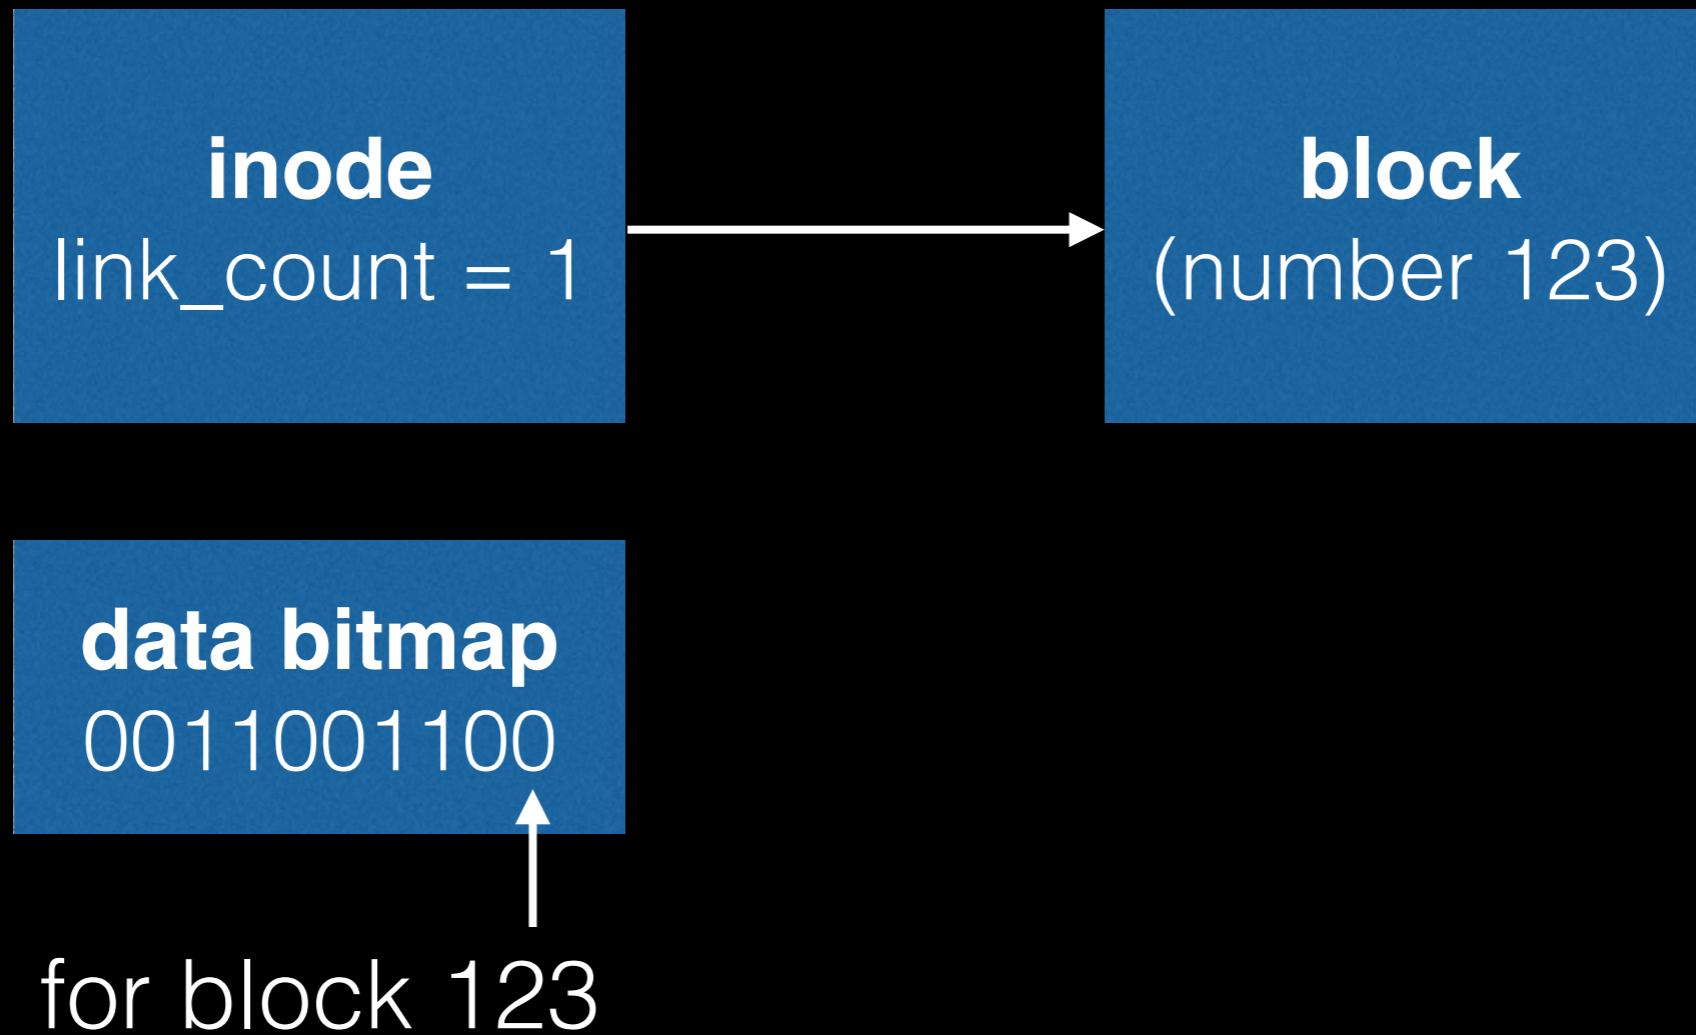 inode
link_count = 1
block
(number 123)
data bitmap
0011001100
for block 123